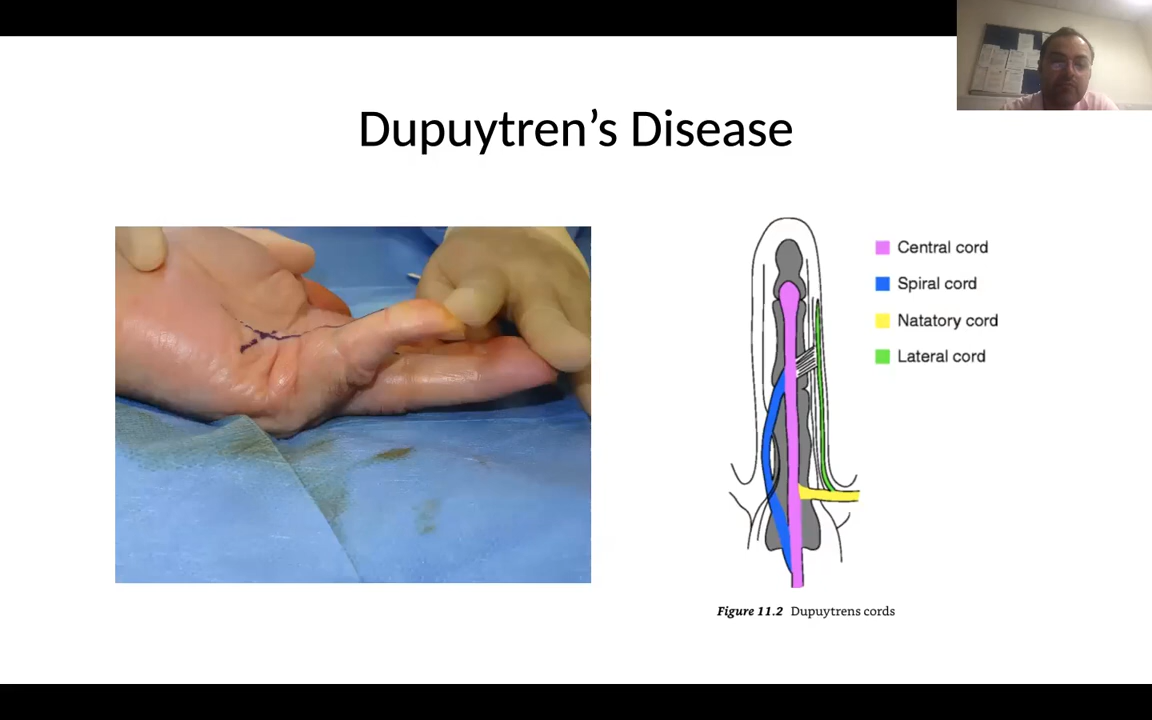 Dupuytren’s Disease
Central cord
Spiral cord
Natatory cord
Lateral cord
Figure 11.2 Dupuytrens cords